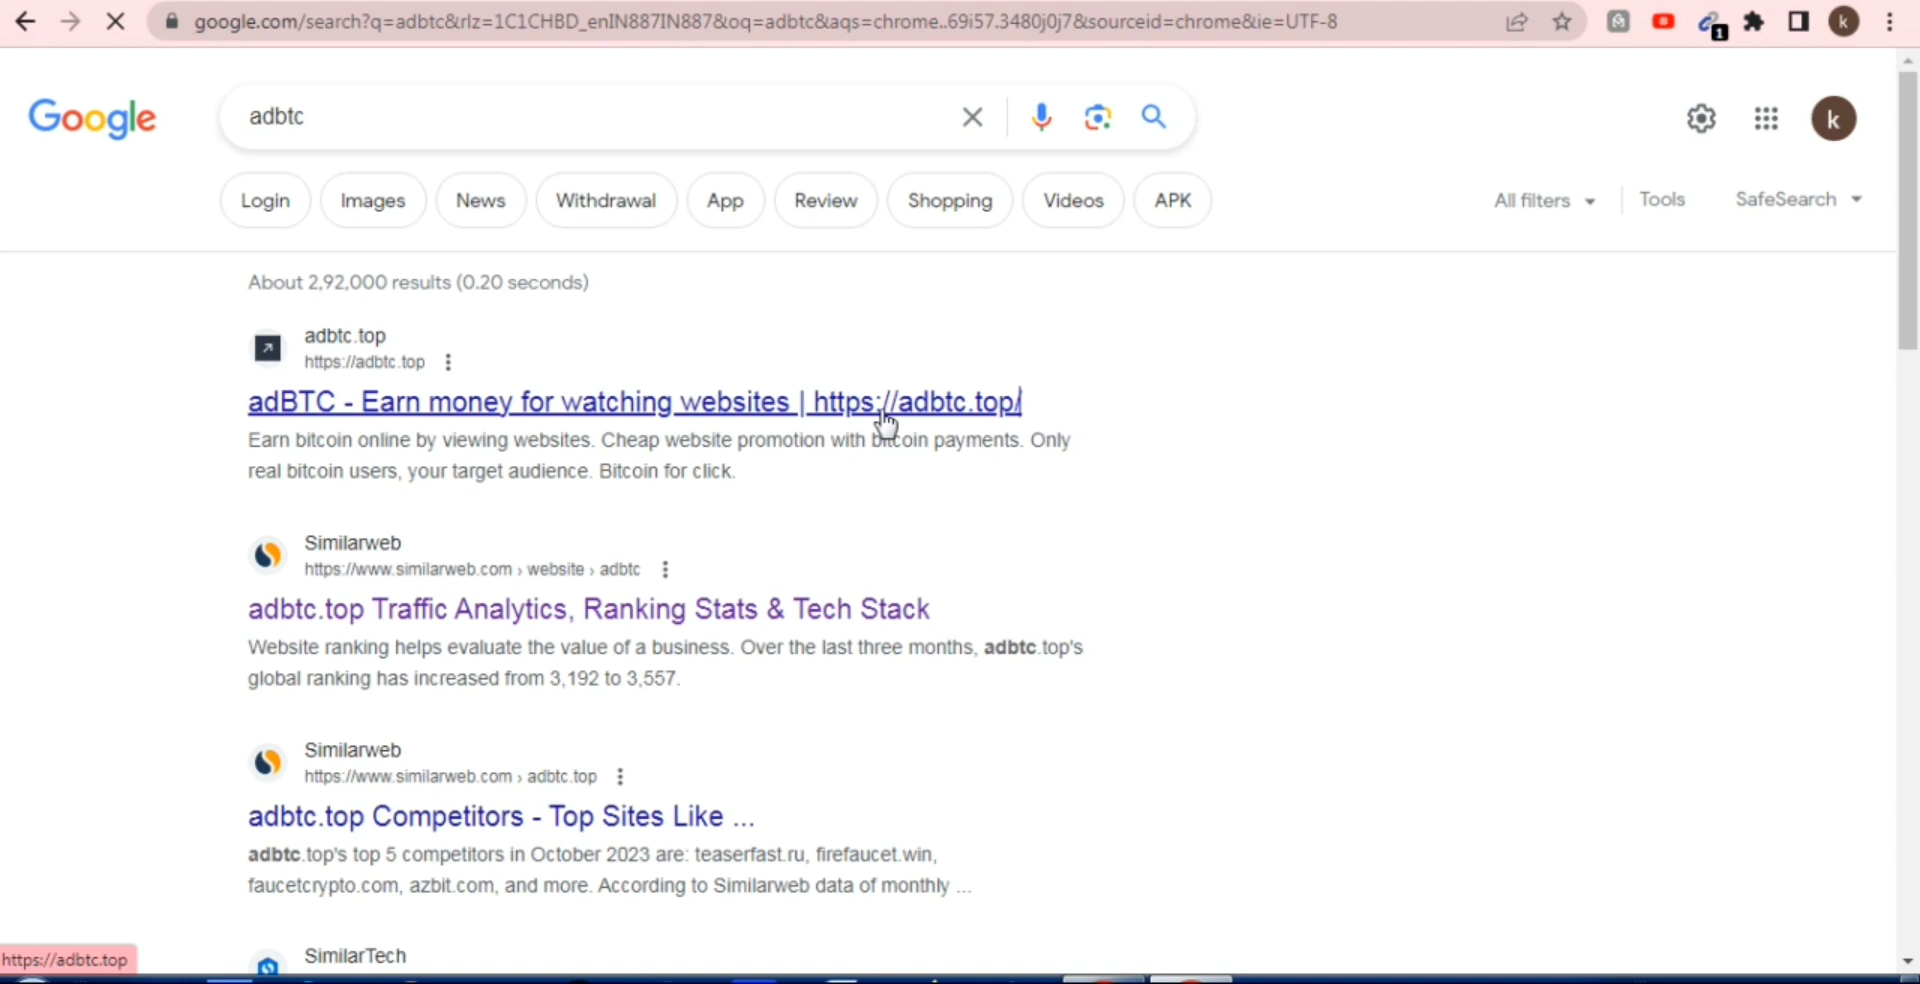 google.com/search?q=adbtc&rlz=1C1CHBD_enIN887IN887&oq=adbtc&aqs=chrome..69i57.3480j0j7&sourceid=chrome&ie=UTF-8
1
k
Google
adbtc
k
Login
Images
News
Withdrawal
App
Review
Shopping
Videos
APK
All filters
Tools
SafeSearch
About 2,92,000 results (0.20 seconds)
adbtc.top
https://adbtc.top
adBTC - Earn money for watching websites | https://adbtc.top/
Earn bitcoin online by viewing websites. Cheap website promotion with bitcoin payments. Only
real bitcoin users, your target audience. Bitcoin for click.
Similarweb
https://www.similarweb.com › website › adbtc
adbtc.top Traffic Analytics, Ranking Stats & Tech Stack
Website ranking helps evaluate the value of a business. Over the last three months, adbtc.top's
global ranking has increased from 3,192 to 3,557.
Similarweb
https://www.similarweb.com › adbtc.top
adbtc.top Competitors - Top Sites Like ...
adbtc.top's top 5 competitors in October 2023 are: teaserfast.ru, firefaucet.win,
faucetcrypto.com, azbit.com, and more. According to Similarweb data of monthly ...
SimilarTech
https://adbtc.top